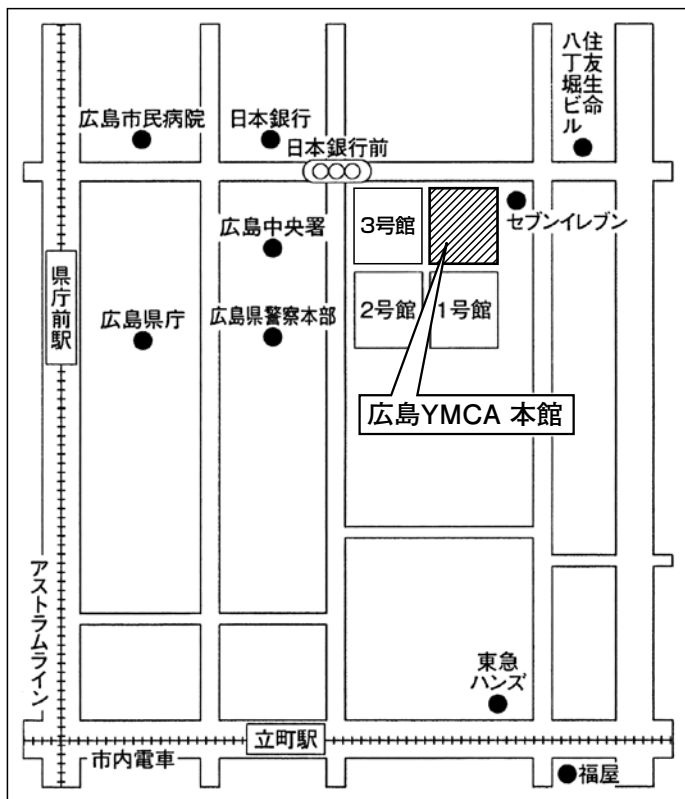 住友生命
八丁堀ビル
広島市民病院
日本銀行
日本銀行前
セブンイレブン
3号館
広島中央署
県庁前駅
広島県庁
広島県警察本部
2号館
1号館
広島YMCA 本館
アストラムライン
東急
ハンズ
立町駅
市内電車
福屋